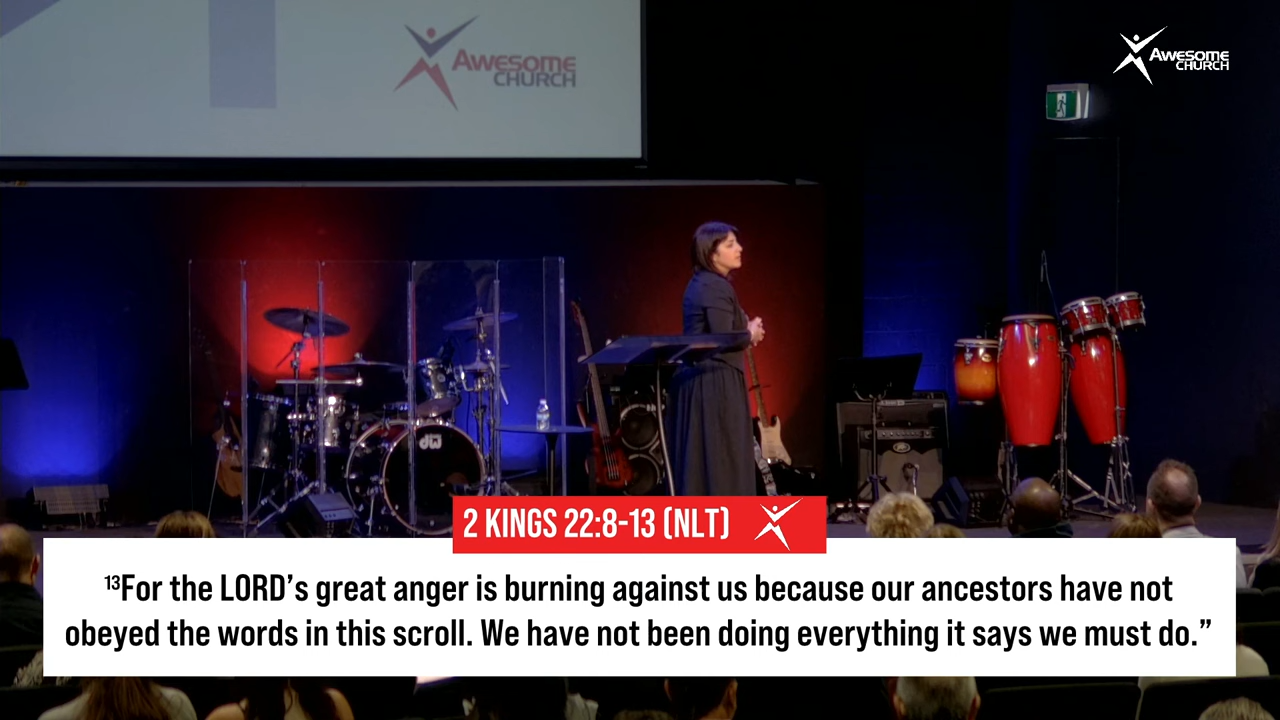 AWESOME
CHURCH
AWESOME
CHURCH
dw
2 KINGS 22:8-13 (NLT)
¹³For the LORD’s great anger is burning against us because our ancestors have not
obeyed the words in this scroll. We have not been doing everything it says we must do.”